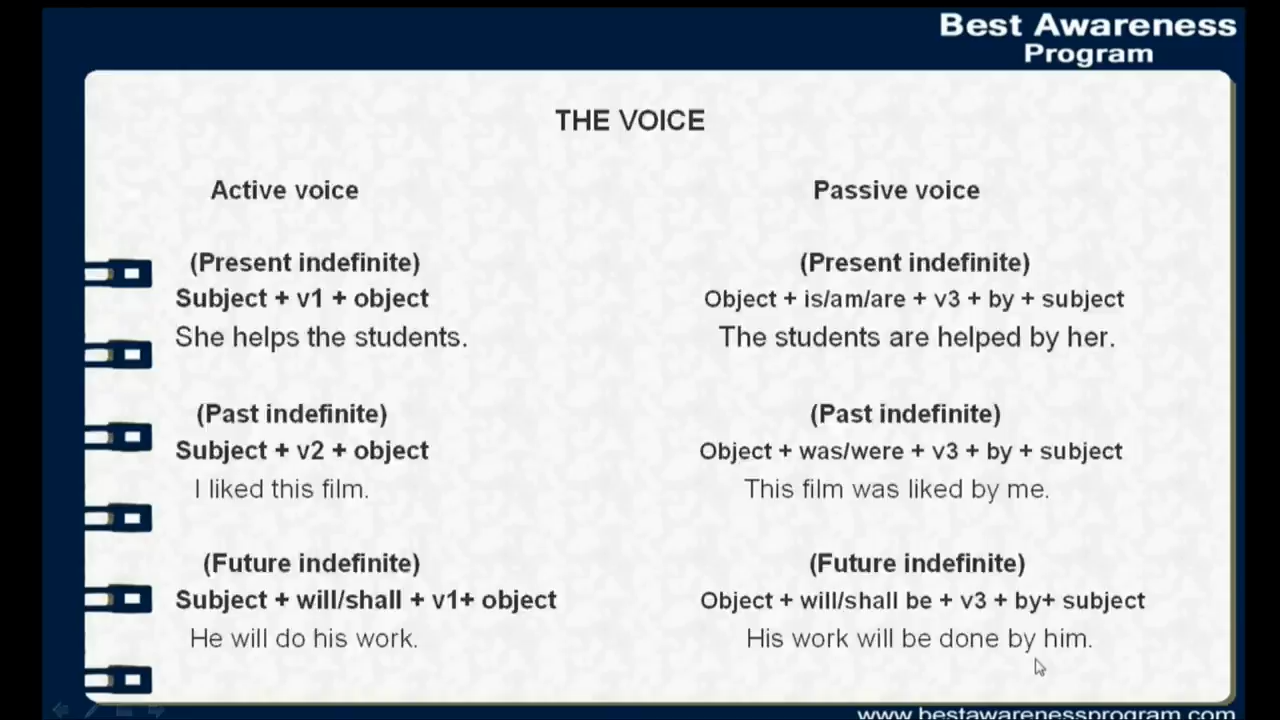 Best Awareness
Program
THE VOICE
Active voice
Passive voice
(Present indefinite)
(Present indefinite)
Subject + v1 + object
Object + is/am/are + v3 + by + subject
She helps the students.
The students are helped by her.
(Past indefinite)
(Past indefinite)
Subject + v2 + object
Object + was/were + v3 + by + subject
I liked this film.
This film was liked by me.
(Future indefinite)
(Future indefinite)
Subject + will/shall + v1+ object
Object + will/shall be + v3 + by+ subject
He will do his work.
His work will be done by him.
www.bestawarenessprogram.com